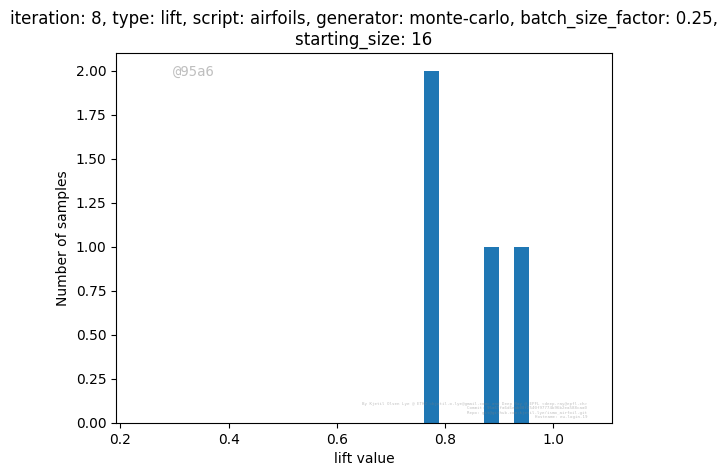 iteration: 8, type: lift, script: airfoils, generator: monte-carlo, batch_size_factor: 0.25,
starting_size: 16
@95a6
2.00
1.75
1.50
1.25
1.00
0.75
0.50
0.25
0.00
Number of samples
0.2 0.4 0.6 0.8 1.0
lift value